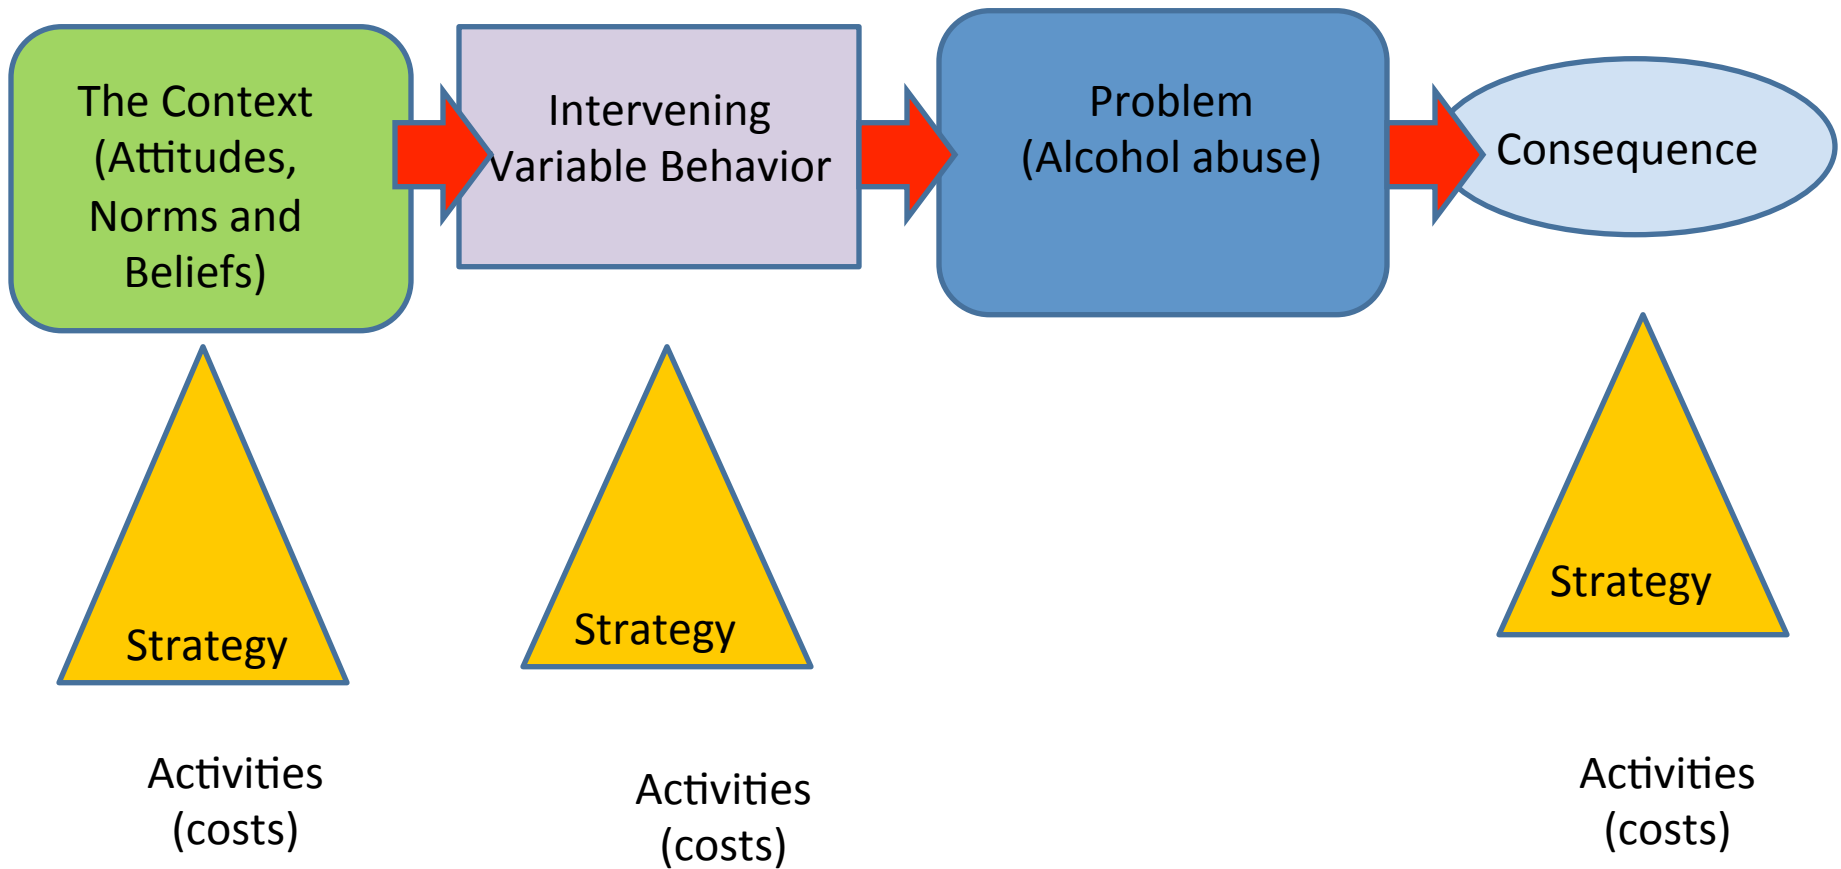 The Context
(Attitudes,
Norms and
Beliefs)
Intervening
Variable Behavior
Problem
(Alcohol abuse)
Consequence
Strategy
Strategy
Strategy
Activities
(costs)
Activities
(costs)
Activities
(costs)